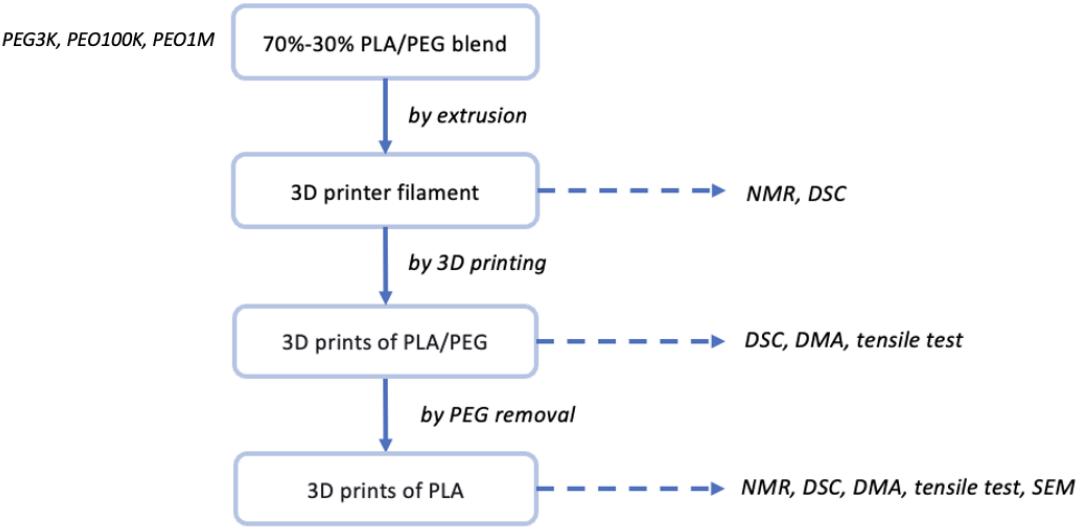 PEG3K, PEO100K, PEO1M
70%-30% PLA/PEG blend
by extrusion
3D printer filament
NMR, DSC
by 3D printing
3D prints of PLA/PEG
DSC, DMA, tensile test
by PEG removal
3D prints of PLA
NMR, DSC, DMA, tensile test, SEM